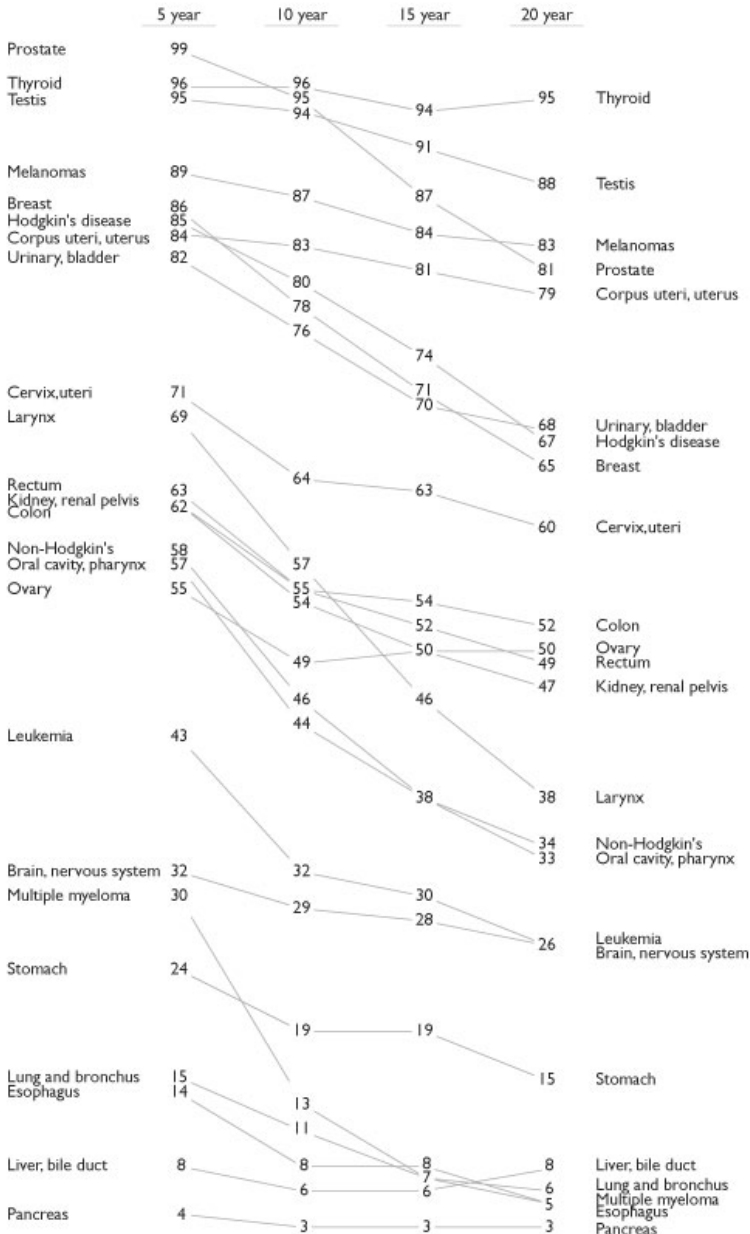 5 year 10 year 15 year 20 year
Prostate 99
Thyroid 96 96 94 95 Thyroid
Testis 95 95
94
91
88 Testis
Melanomas 89
87 87
Breast 86
Hodgkin's disease 85
Corpus uteri, uterus 84 83 84 83 Melanomas
Urinary, bladder 82 81 81 Prostate
80 79 Corpus uteri, uterus
78
76
74
Cervix,uteri 71 71
70
Larynx 69 68 Urinary, bladder
67 Hodgkin's disease
65 Breast
64
Rectum 63 63
Kidney, renal pelvis
Colon 62
60 Cervix,uteri
Non-Hodgkin's 58
Oral cavity, pharynx 57 57
Ovary 55 55
54 54
52 52 Colon
50 50 Ovary
49 49 Rectum
47 Kidney, renal pelvis
46 46
44
Leukemia 43
38 38 Larynx
34 Non-Hodgkin's
33 Oral cavity, pharynx
Brain, nervous system 32 32
Multiple myeloma 30 30
29 28
26 Leukemia
Brain, nervous system
Stomach 24
19 19
Lung and bronchus 15 15 Stomach
Esophagus 14
13
11
Liver, bile duct 8 8 8 8 Liver, bile duct
7
6 6 6 Lung and bronchus
5 Multiple myeloma
Esophagus
Pancreas 4 3 3 3 Pancreas